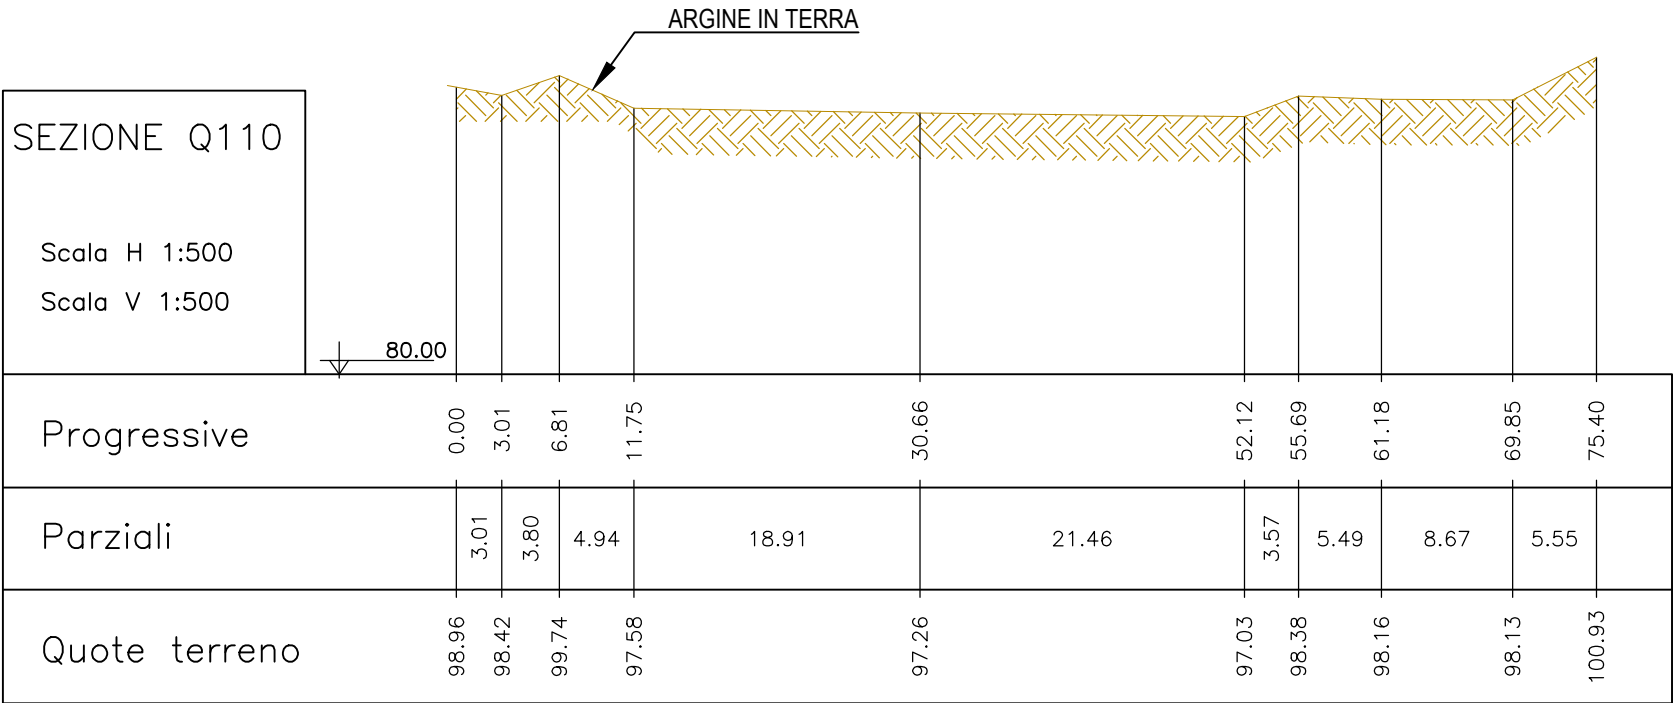 ARGINE IN TERRA
SEZIONE Q110
Scala H 1:500
Scala V 1:500
80.00
Progressive 0.00 3.01 6.81 11.75 30.66 52.12 55.69 61.18 69.85 75.40
Parziali 3.01 3.80 4.94 18.91 21.46 3.57 5.49 8.67 5.55
Quote terreno 98.96 98.42 99.74 97.58 97.26 97.03 98.38 98.16 98.13 100.93